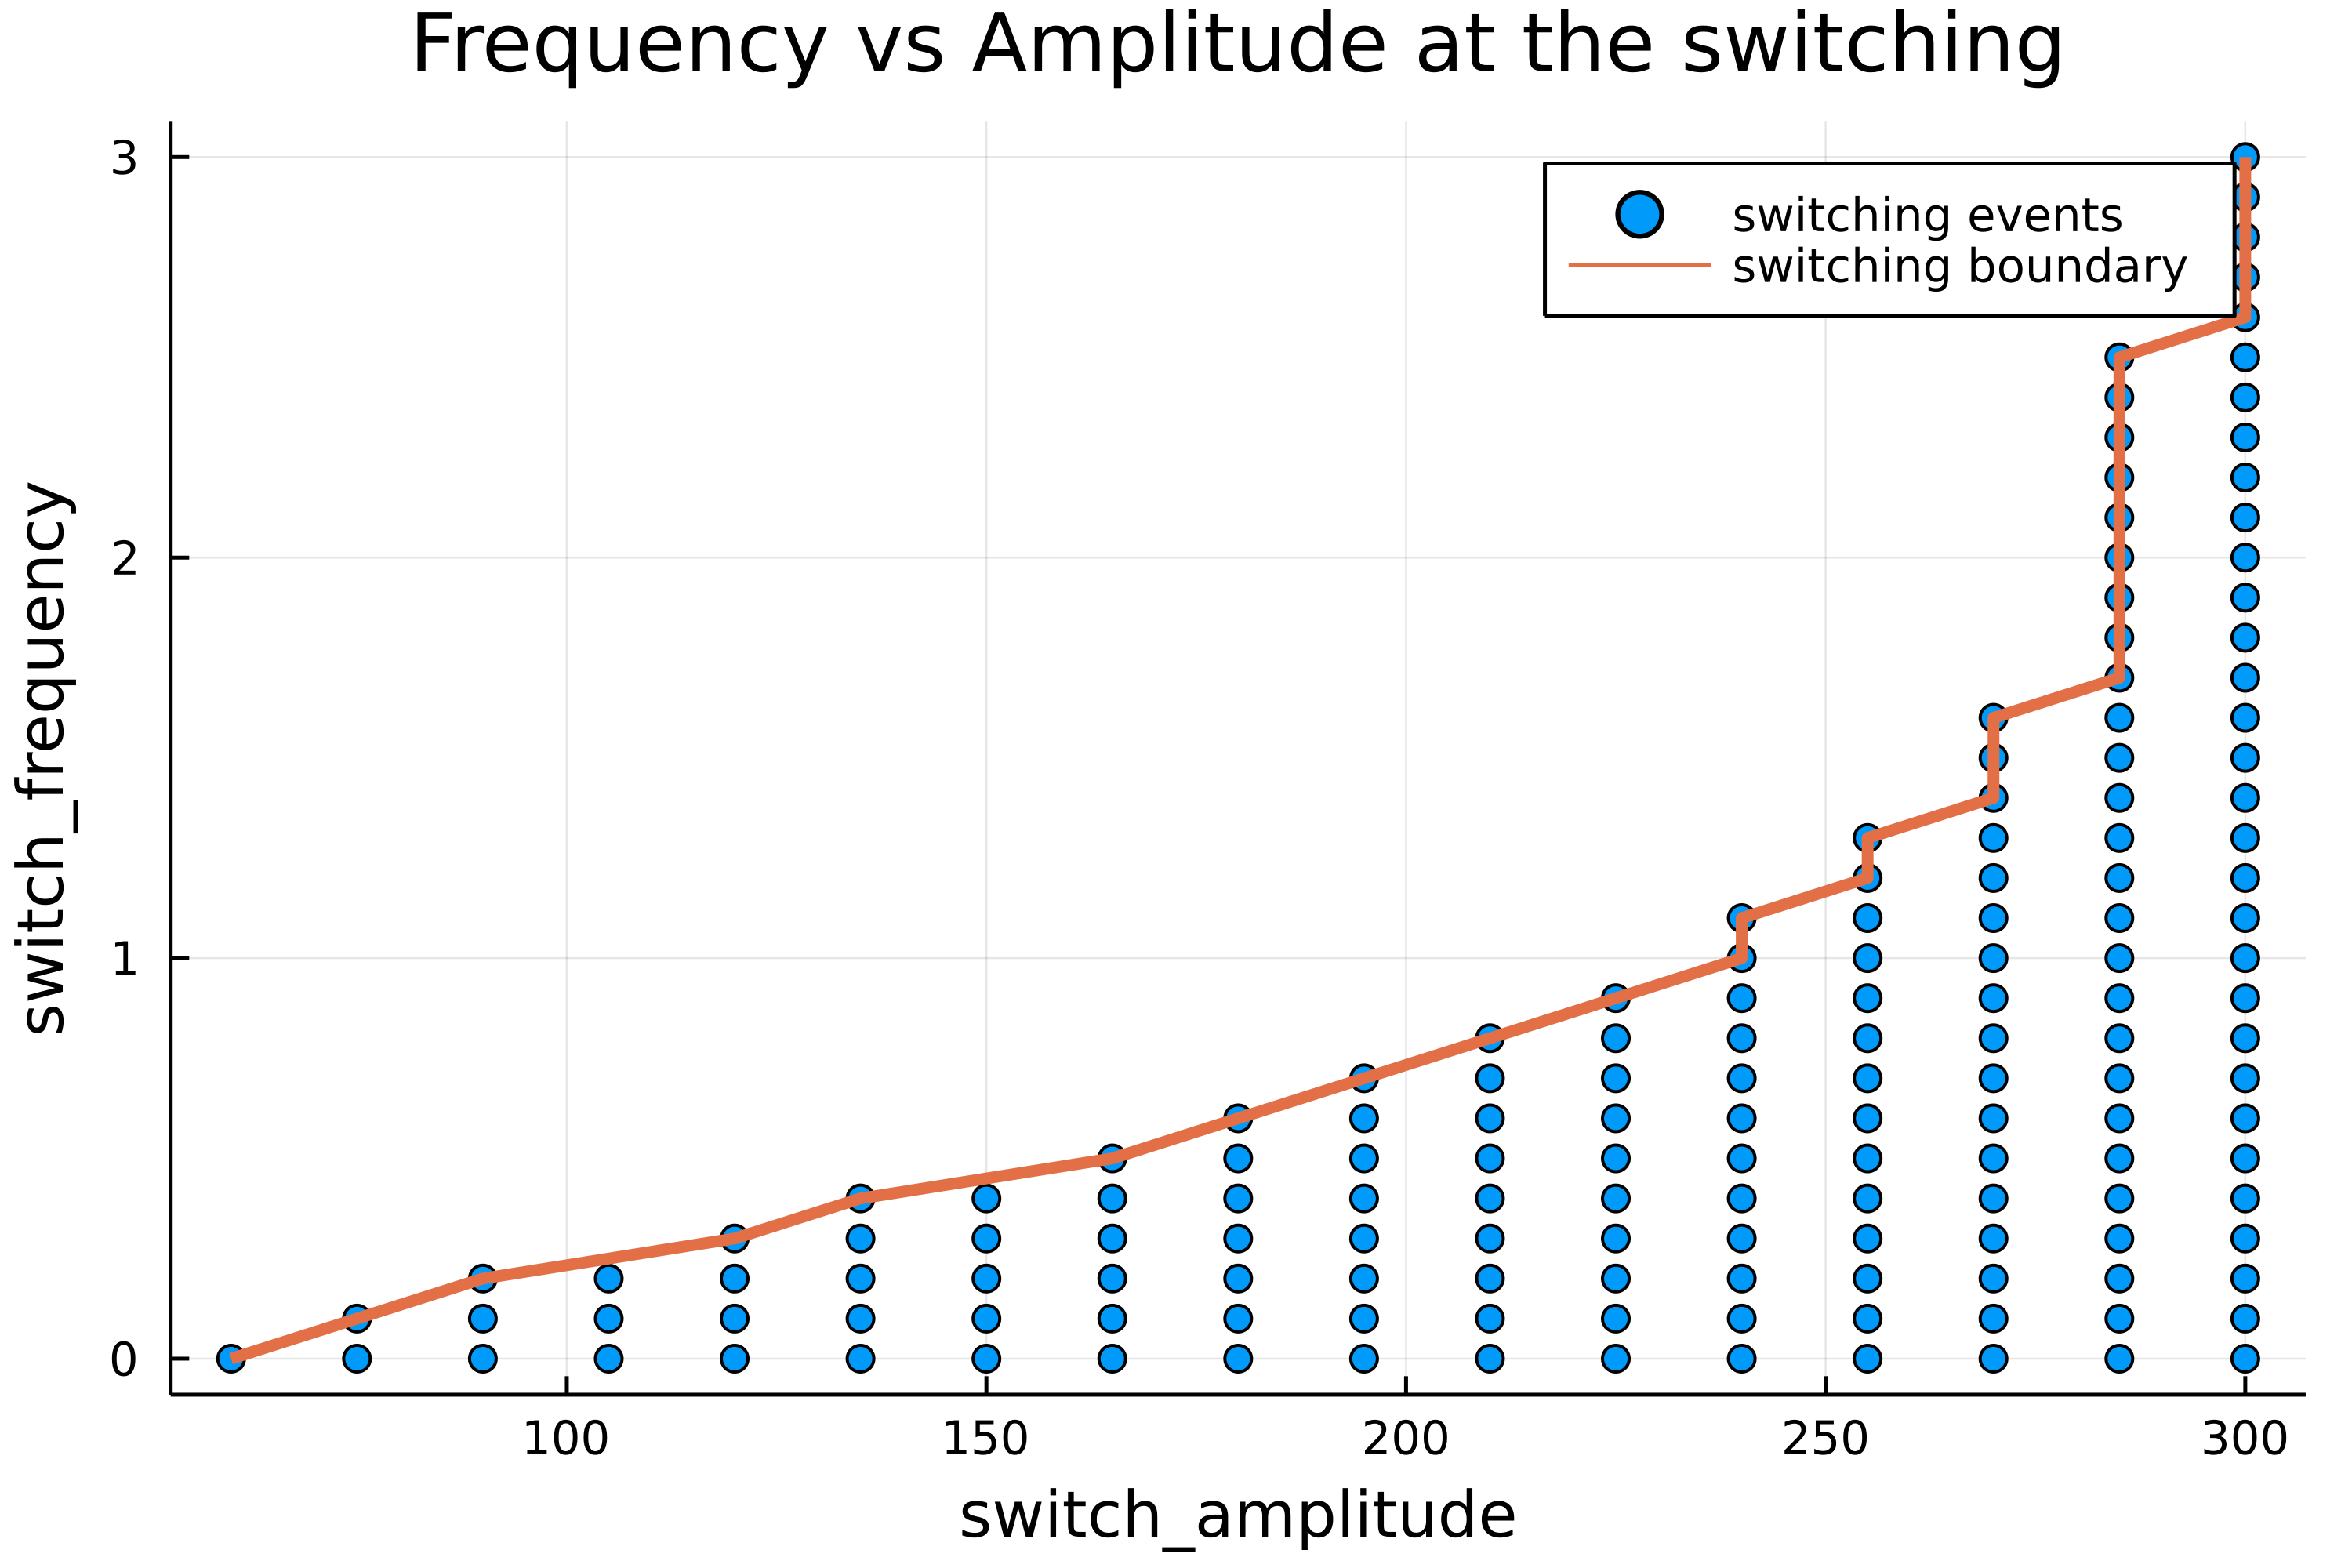 Frequency vs Amplitude at the switching
switching events
switching boundary
3
2
1
0
switch_frequency
100 150 200 250 300
switch_amplitude